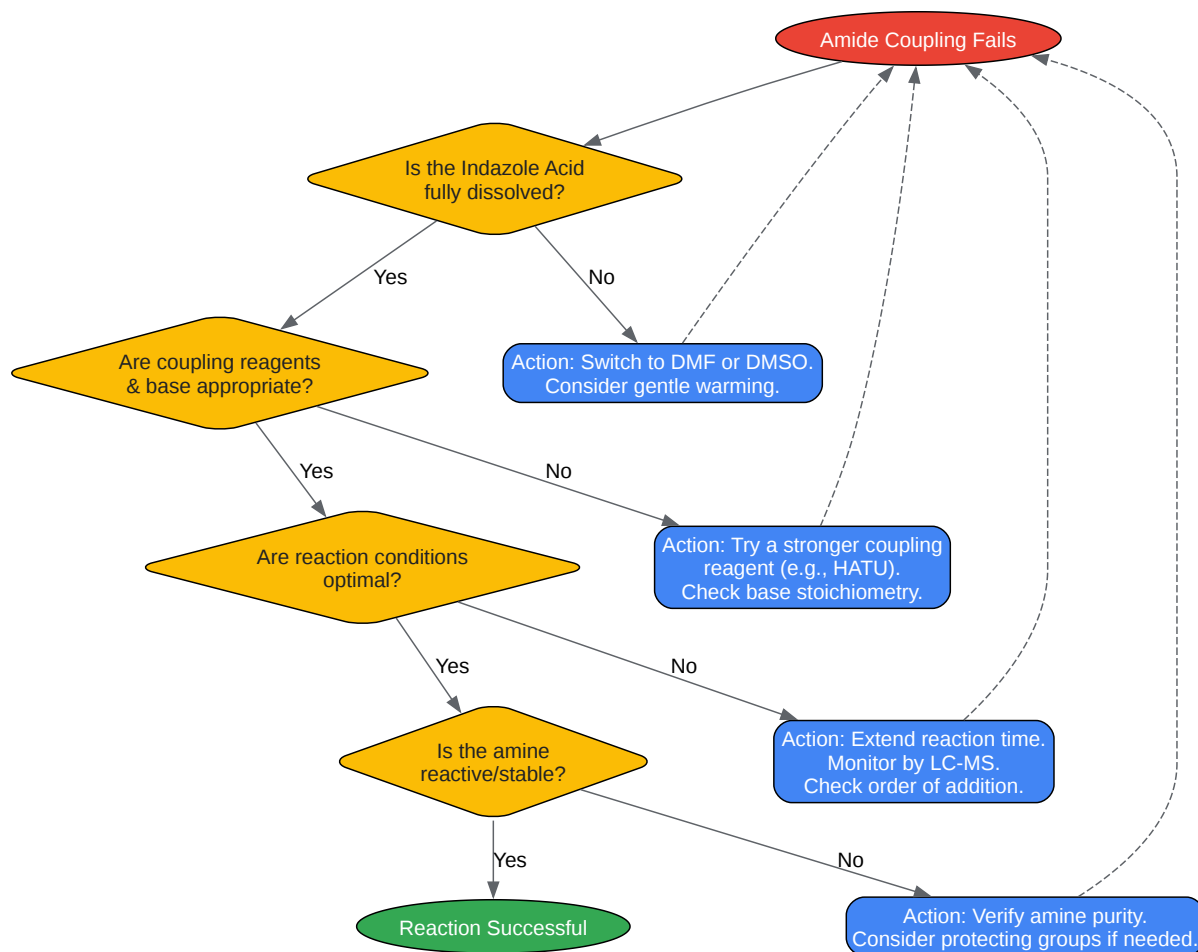 Amide Coupling Fails
Is the Indazole Acid
fully dissolved?
Yes
No
Are coupling reagents
& base appropriate?
Action: Switch to DMF or DMSO.
Consider gentle warming.
Yes
No
Are reaction conditions
optimal?
Action: Try a stronger coupling
reagent (e.g., HATU).
Check base stoichiometry.
Yes
No
Is the amine
reactive/stable?
Action: Extend reaction time.
Monitor by LC-MS.
Check order of addition.
Yes
No
Reaction Successful
Action: Verify amine purity.
Consider protecting groups if needed.